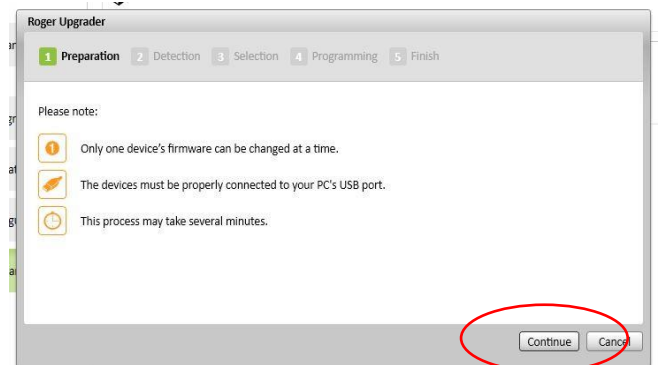 Roger Upgrader
1 Preparation 2 Detection 3 Selection 4 Programming 5 Finish
Please note:
1 Only one device's firmware can be changed at a time.
The devices must be properly connected to your PC's USB port.
This process may take several minutes.
Continue Cancel